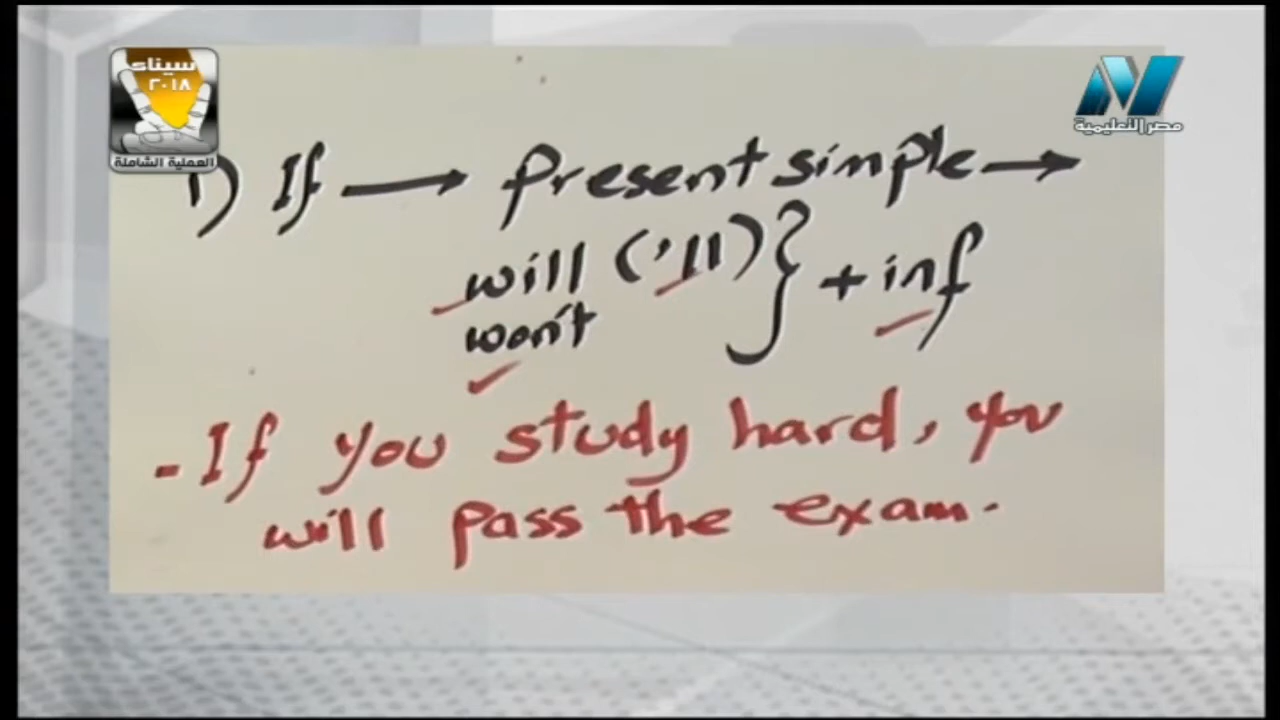 سيناء
٢٠١٨
العملية الشاملة
مصر التعليمية
1) If → Present simple →
will ('ll) } + inf
won't
- If you study hard, you
will pass the exam.